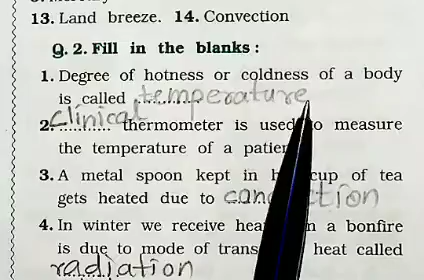 13. Land breeze. 14. Convection
Q. 2. Fill in the blanks :
1. Degree of hotness or coldness of a body
is called temperature
2. clinical thermometer is used to measure
the temperature of a
3. A metal spoon kept in cup of tea
gets heated due to
4. In winter we receive a bonfire
is due to mode of heat called
radiation